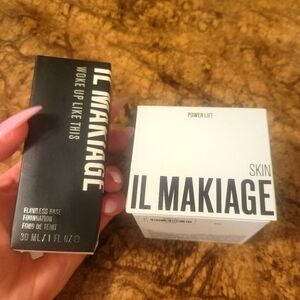 IL MAKIAGE
WOKE UP LIKE THIS
FLAWLESS BASE
FOUNDATION
FOND DE TEINT
30 ML / 1 FL OZ
POWER LIFT
SKIN
IL MAKIAGE